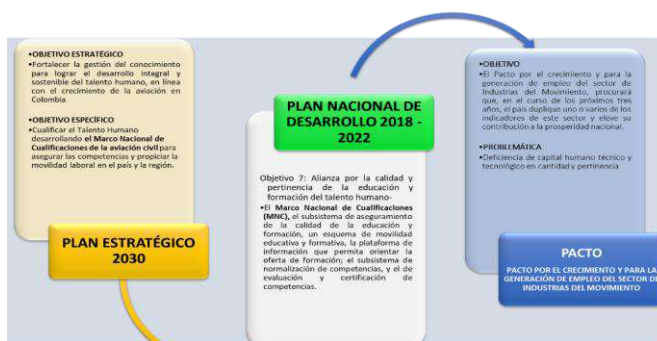 •OBJETIVO ESTRATÉGICO
•Fortalecer la gestión del conocimiento
para lograr el desarrollo integral y
sostenible del talento humano, en línea
con el crecimiento de la aviación en
Colombia
•OBJETIVO ESPECÍFICO
•Cualificar el Talento Humano
desarrollando el Marco Nacional de
Cualificaciones de la aviación civil para
asegurar las competencias y propiciar la
movilidad laboral en el país y la región.
PLAN ESTRATÉGICO
2030
PLAN NACIONAL DE
DESARROLLO 2018 -
2022
Objetivo 7: Alianza por la calidad y
pertinencia de la educación y
formación del talento humano-
•El Marco Nacional de Cualificaciones
(MNC), el subsistema de aseguramiento
de la calidad de la educación y
formación, un esquema de movilidad
educativa y formativa, la plataforma de
información que permita orientar la
oferta de formación; el subsistema de
normalización de competencias, y el de
evaluación y certificación de
competencias.
•OBJETIVO
•El Pacto por el crecimiento y para la
generación de empleo del sector de
Industrias del Movimiento, procurará
que, en el curso de los próximos tres
años, el país duplique uno o varios de los
indicadores de este sector y eleve su
contribución a la prosperidad nacional.
•PROBLEMÁTICA
•Deficiencia de capital humano técnico y
tecnológico en cantidad y pertinencia
PACTO
PACTO POR EL CRECIMIENTO Y PARA LA
GENERACIÓN DE EMPLEO DEL SECTOR DE
INDUSTRIAS DEL MOVIMIENTO